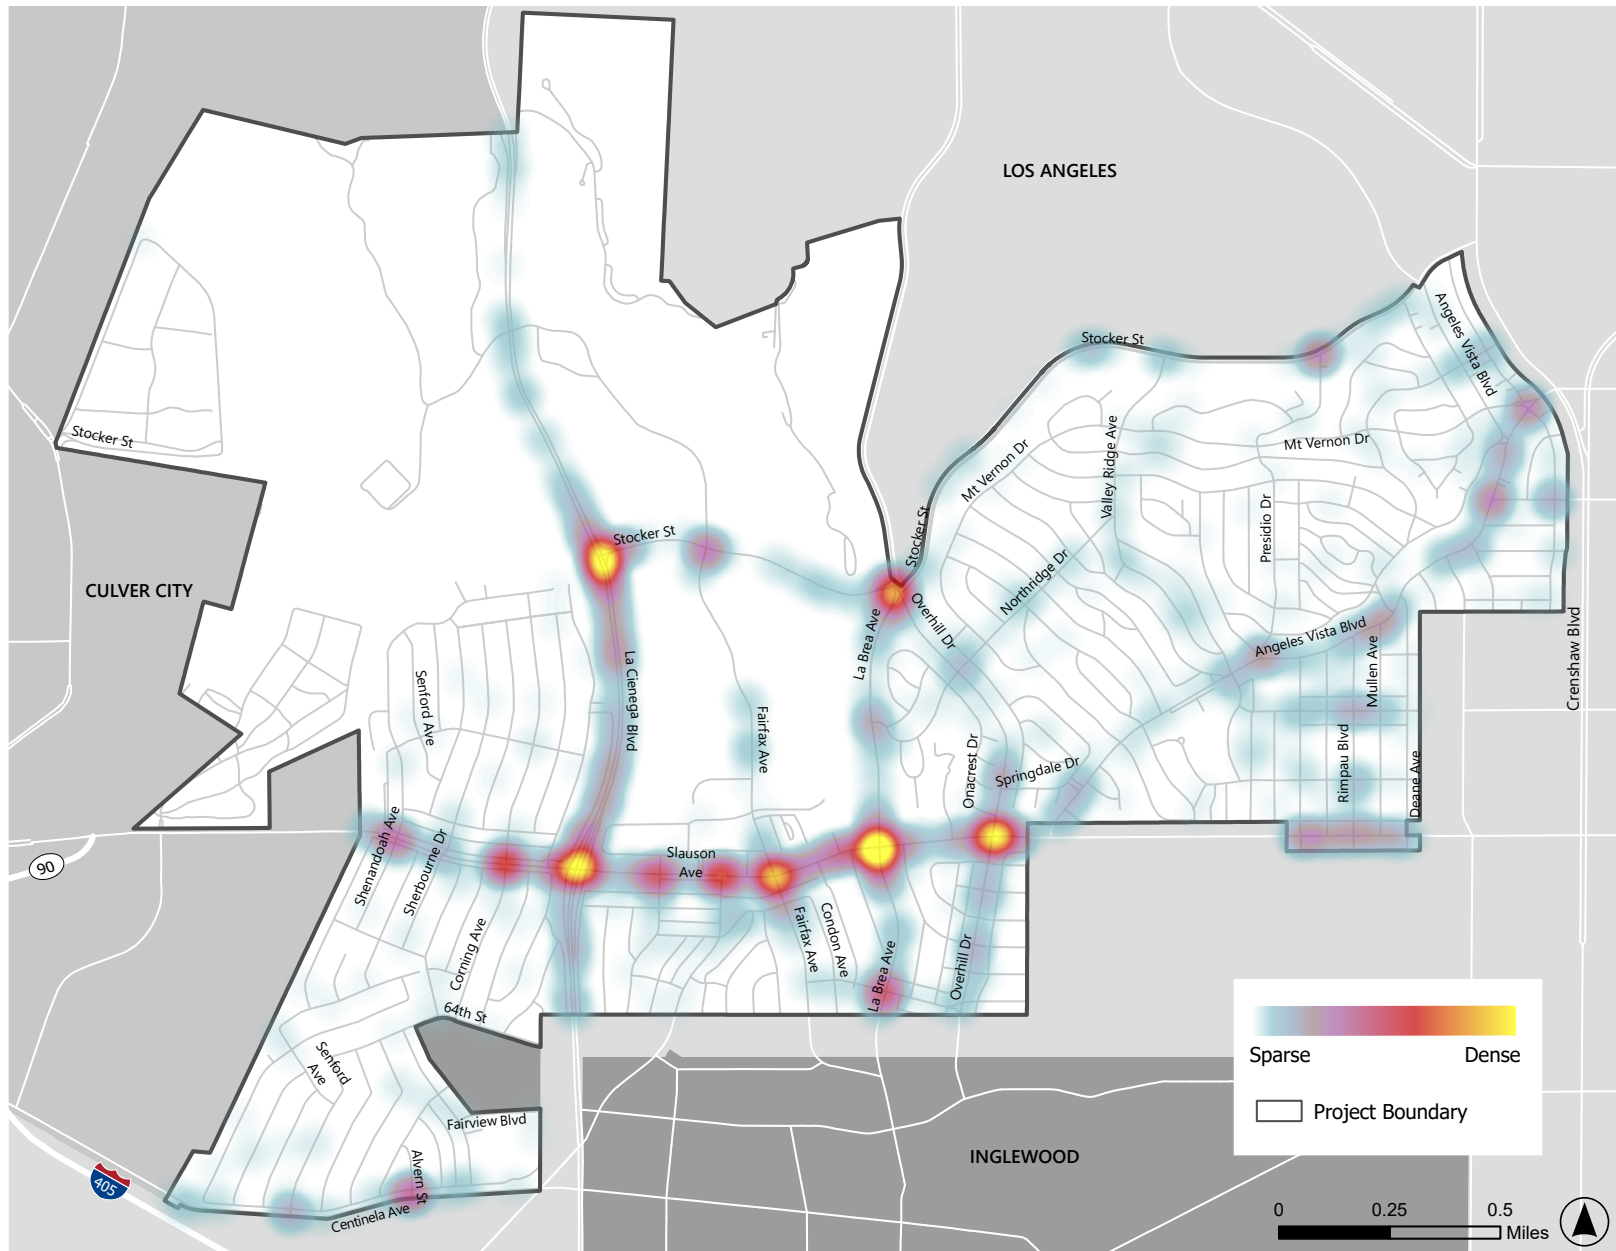 LOS ANGELES
Stocker St
Angeles Vista Blvd
Stocker St
Mt Vernon Dr
Mt Vernon Dr
Valley Ridge Ave
Stocker St
Stocker St
Presidio Dr
CULVER CITY
Northridge Dr
Overhill Dr
La Brea Ave
Angeles Vista Blvd
Mullen Ave
Crenshaw Blvd
Senford Ave
La Cienega Blvd
Fairfax Ave
Onacrest Dr
Springdale Dr
Rimpau Blvd
Deane Ave
90
Shenandoah Ave
Sherbourne Dr
Slauson
Ave
Corning Ave
Fairfax Ave
Condon Ave
La Brea Ave
Overhill Dr
64th St
Senford
Ave
Fairview Blvd
Alvern St
Centinela Ave
405
INGLEWOOD
Sparse
Dense
Project Boundary
0
0.25
0.5
Miles